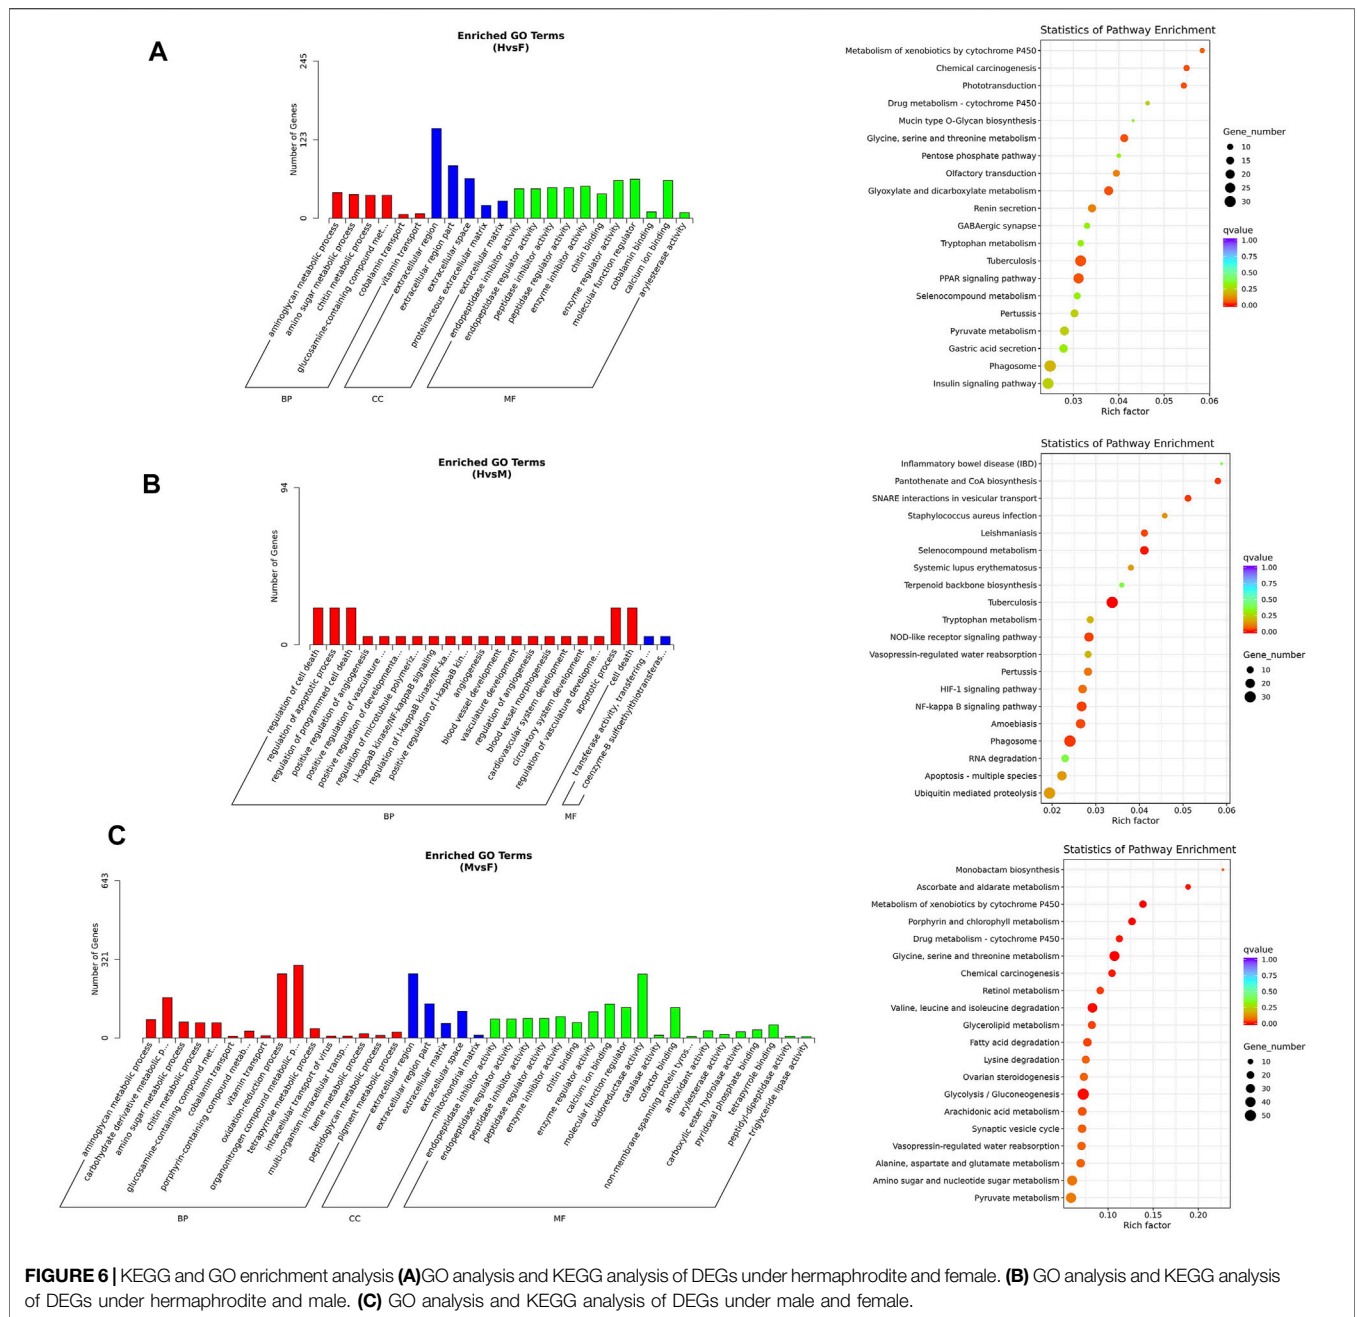 A
Enriched GO Terms
(HvsF)
Number of Genes
245
123
0
aminoglycan metabolic process
amino sugar metabolic process
chitin metabolic process
glucosamine-containing compound met...
cobalamin transport
vitamin transport
extracellular region
extracellular region part
extracellular space
proteinaceous extracellular matrix
extracellular matrix
endopeptidase inhibitor activity
endopeptidase regulator activity
peptidase inhibitor activity
peptidase regulator activity
enzyme inhibitor activity
chitin binding
enzyme regulator activity
molecular function regulator
cobalamin binding
calcium ion binding
arylesterase activity
BP
CC
MF
Statistics of Pathway Enrichment
Metabolism of xenobiotics by cytochrome P450
Chemical carcinogenesis
Phototransduction
Drug metabolism - cytochrome P450
Mucin type O-Glycan biosynthesis
Glycine, serine and threonine metabolism
Pentose phosphate pathway
Olfactory transduction
Glyoxylate and dicarboxylate metabolism
Renin secretion
GABAergic synapse
Tryptophan metabolism
Tuberculosis
PPAR signaling pathway
Selenocompound metabolism
Pertussis
Pyruvate metabolism
Gastric acid secretion
Phagosome
Insulin signaling pathway
0.03 0.04 0.05 0.06
Rich factor
Gene_number
10
15
20
25
30
qvalue
1.00
0.75
0.50
0.25
0.00
B
Enriched GO Terms
(HvsM)
Number of Genes
94
0
regulation of cell death
regulation of apoptotic process
regulation of programmed cell death
positive regulation of angiogenesis
positive regulation of vasculature ...
positive regulation of developmenta...
regulation of microtubule polymeriz...
I-kappaB kinase/NF-kappaB signaling
regulation of I-kappaB kinase/NF-ka...
positive regulation of I-kappaB kin...
angiogenesis
blood vessel development
vasculature development
regulation of angiogenesis
blood vessel morphogenesis
cardiovascular system development
circulatory system development
regulation of vasculature developme...
apoptotic process
cell death
transferase activity, transferring ...
coenzyme-B sulfoethylthiotransferas...
BP
MF
Statistics of Pathway Enrichment
Inflammatory bowel disease (IBD)
Pantothenate and CoA biosynthesis
SNARE interactions in vesicular transport
Staphylococcus aureus infection
Leishmaniasis
Selenocompound metabolism
Systemic lupus erythematosus
Terpenoid backbone biosynthesis
Tuberculosis
Tryptophan metabolism
NOD-like receptor signaling pathway
Vasopressin-regulated water reabsorption
Pertussis
HIF-1 signaling pathway
NF-kappa B signaling pathway
Amoebiasis
Phagosome
RNA degradation
Apoptosis - multiple species
Ubiquitin mediated proteolysis
0.02 0.03 0.04 0.05 0.06
Rich factor
qvalue
1.00
0.75
0.50
0.25
0.00
Gene_number
10
20
30
C
Enriched GO Terms
(MvsF)
Number of Genes
643
321
0
aminoglycan metabolic process
carbohydrate derivative metabolic p...
amino sugar metabolic process
chitin metabolic process
glucosamine-containing compound met...
cobalamin transport
porphyrin-containing compound metab...
vitamin transport
oxidation-reduction process
organonitrogen compound metabolic p...
tetrapyrrole metabolic process
intracellular transport of virus
multi-organism intracellular transp...
heme metabolic process
peptidoglycan metabolic process
pigment metabolic process
extracellular region
extracellular region part
extracellular matrix
extracellular space
mitochondrial matrix
endopeptidase inhibitor activity
endopeptidase regulator activity
peptidase inhibitor activity
peptidase regulator activity
enzyme inhibitor activity
chitin binding
enzyme regulator activity
calcium ion binding
molecular function regulator
oxidoreductase activity
catalase activity
cofactor binding
non-membrane spanning protein tyros...
antioxidant activity
arylesterase activity
carboxylic ester hydrolase activity
pyridoxal phosphate binding
tetrapyrrole binding
peptidyl-dipeptidase activity
triglyceride lipase activity
BP
CC
MF
Statistics of Pathway Enrichment
Monobactam biosynthesis
Ascorbate and aldarate metabolism
Metabolism of xenobiotics by cytochrome P450
Porphyrin and chlorophyll metabolism
Drug metabolism - cytochrome P450
Glycine, serine and threonine metabolism
Chemical carcinogenesis
Retinol metabolism
Valine, leucine and isoleucine degradation
Glycerolipid metabolism
Fatty acid degradation
Lysine degradation
Ovarian steroidogenesis
Glycolysis / Gluconeogenesis
Arachidonic acid metabolism
Synaptic vesicle cycle
Vasopressin-regulated water reabsorption
Alanine, aspartate and glutamate metabolism
Amino sugar and nucleotide sugar metabolism
Pyruvate metabolism
0.10 0.15 0.20
Rich factor
qvalue
1.00
0.75
0.50
0.25
0.00
Gene_number
10
20
30
40
50
FIGURE 6 | KEGG and GO enrichment analysis (A)GO analysis and KEGG analysis of DEGs under hermaphrodite and female. (B) GO analysis and KEGG analysis
of DEGs under hermaphrodite and male. (C) GO analysis and KEGG analysis of DEGs under male and female.